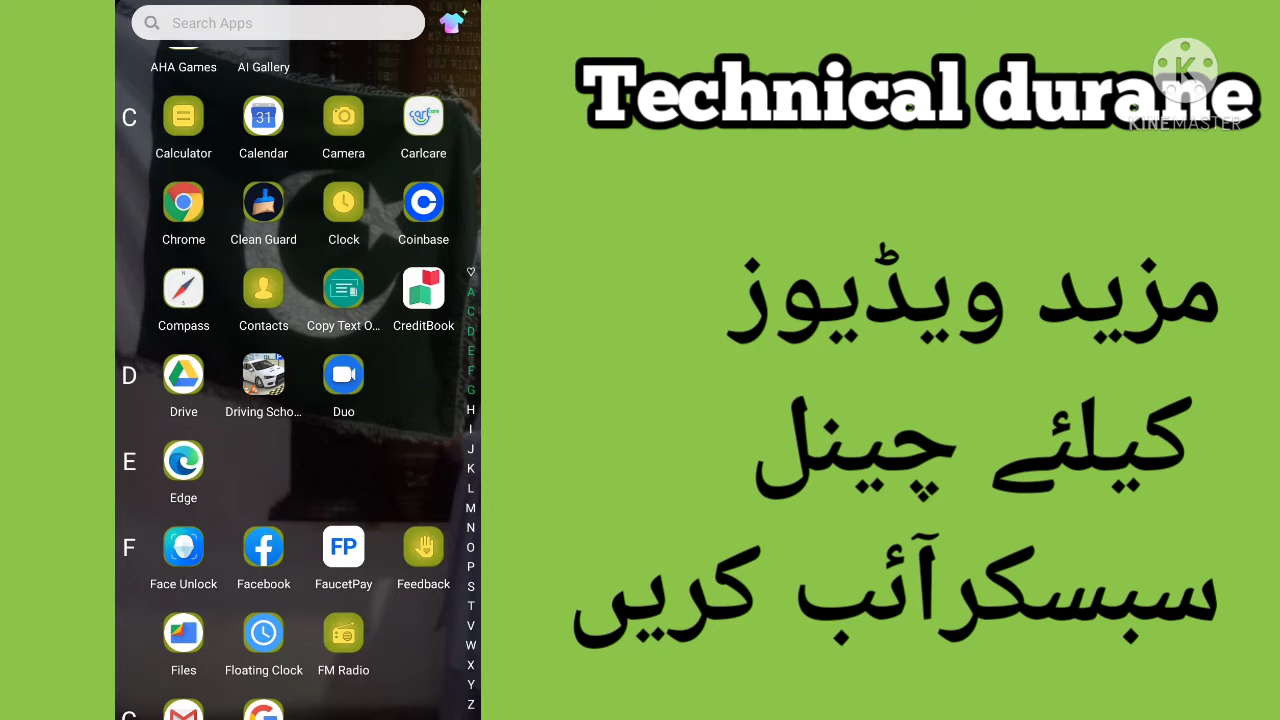 Search Apps
AHA Games AI Gallery
C
31
Calculator Calendar Camera Carlcare
Chrome Clean Guard Clock Coinbase
Compass Contacts Copy Text O... CreditBook
D
Drive Driving Scho... Duo
E
Edge
F
FP
Face Unlock Facebook FaucetPay Feedback
Files Floating Clock FM Radio
G
A
C
D
E
F
G
H
I
J
K
L
M
N
O
P
S
T
V
W
X
Y
Z
Technical durane
KINEMASTER
مزید ویڈیوز
کیلئے چینل
سبسکرآئب کریں